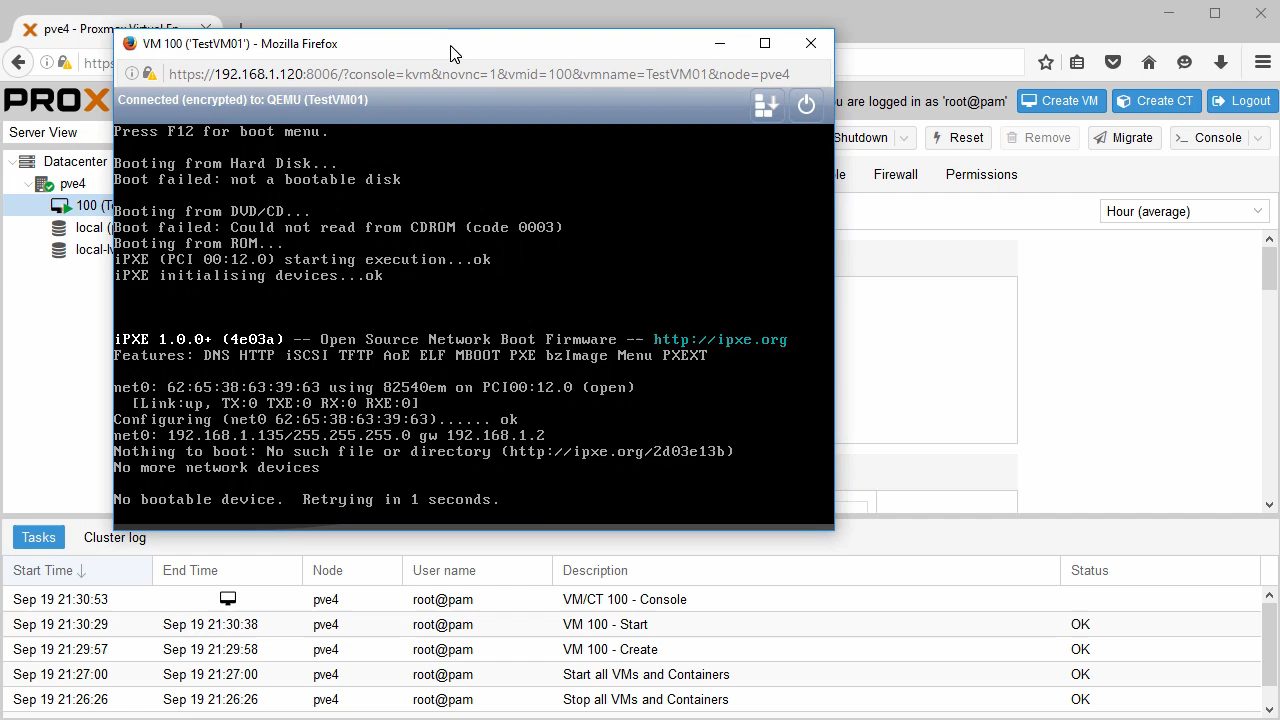 pve4 - Proxmox Virtual En
VM 100 ('TestVM01') - Mozilla Firefox
https://192.168.1.120:8006/?console=kvm&novnc=1&vmid=100&vmname=TestVM01&node=pve4
https:
Connected (encrypted) to: QEMU (TestVM01)
PROX
ou are logged in as 'root@pam'
Create VM
Create CT
Logout
Server View
Shutdown
Reset
Remove
Migrate
Console
Datacenter
pve4
100 (T
local (
local-lv
Firewall
Permissions
Hour (average)
Press F12 for boot menu.
Booting from Hard Disk...
Boot failed: not a bootable disk
Booting from DVD/CD...
Boot failed: Could not read from CDROM (code 0003)
Booting from ROM...
iPXE (PCI 00:12.0) starting execution...ok
iPXE initialising devices...ok
iPXE 1.0.0+ (4e03a) -- Open Source Network Boot Firmware -- http://ipxe.org
Features: DNS HTTP iSCSI TFTP AoE ELF MBOOT PXE bzImage Menu PXEXT
net0: 62:65:38:63:39:63 using 82540em on PCI00:12.0 (open)
[Link:up, TX:0 TXE:0 RX:0 RXE:0]
Configuring (net0 62:65:38:63:39:63)...... ok
net0: 192.168.1.135/255.255.255.0 gw 192.168.1.2
Nothing to boot: No such file or directory (http://ipxe.org/2d03e13b)
No more network devices
No bootable device.  Retrying in 1 seconds.
Tasks
Cluster log
Start Time End Time Node User name Description Status
Sep 19 21:30:53 pve4 root@pam VM/CT 100 - Console
Sep 19 21:30:29 Sep 19 21:30:38 pve4 root@pam VM 100 - Start OK
Sep 19 21:29:57 Sep 19 21:29:58 pve4 root@pam VM 100 - Create OK
Sep 19 21:27:00 Sep 19 21:27:00 pve4 root@pam Start all VMs and Containers OK
Sep 19 21:26:26 Sep 19 21:26:26 pve4 root@pam Stop all VMs and Containers OK